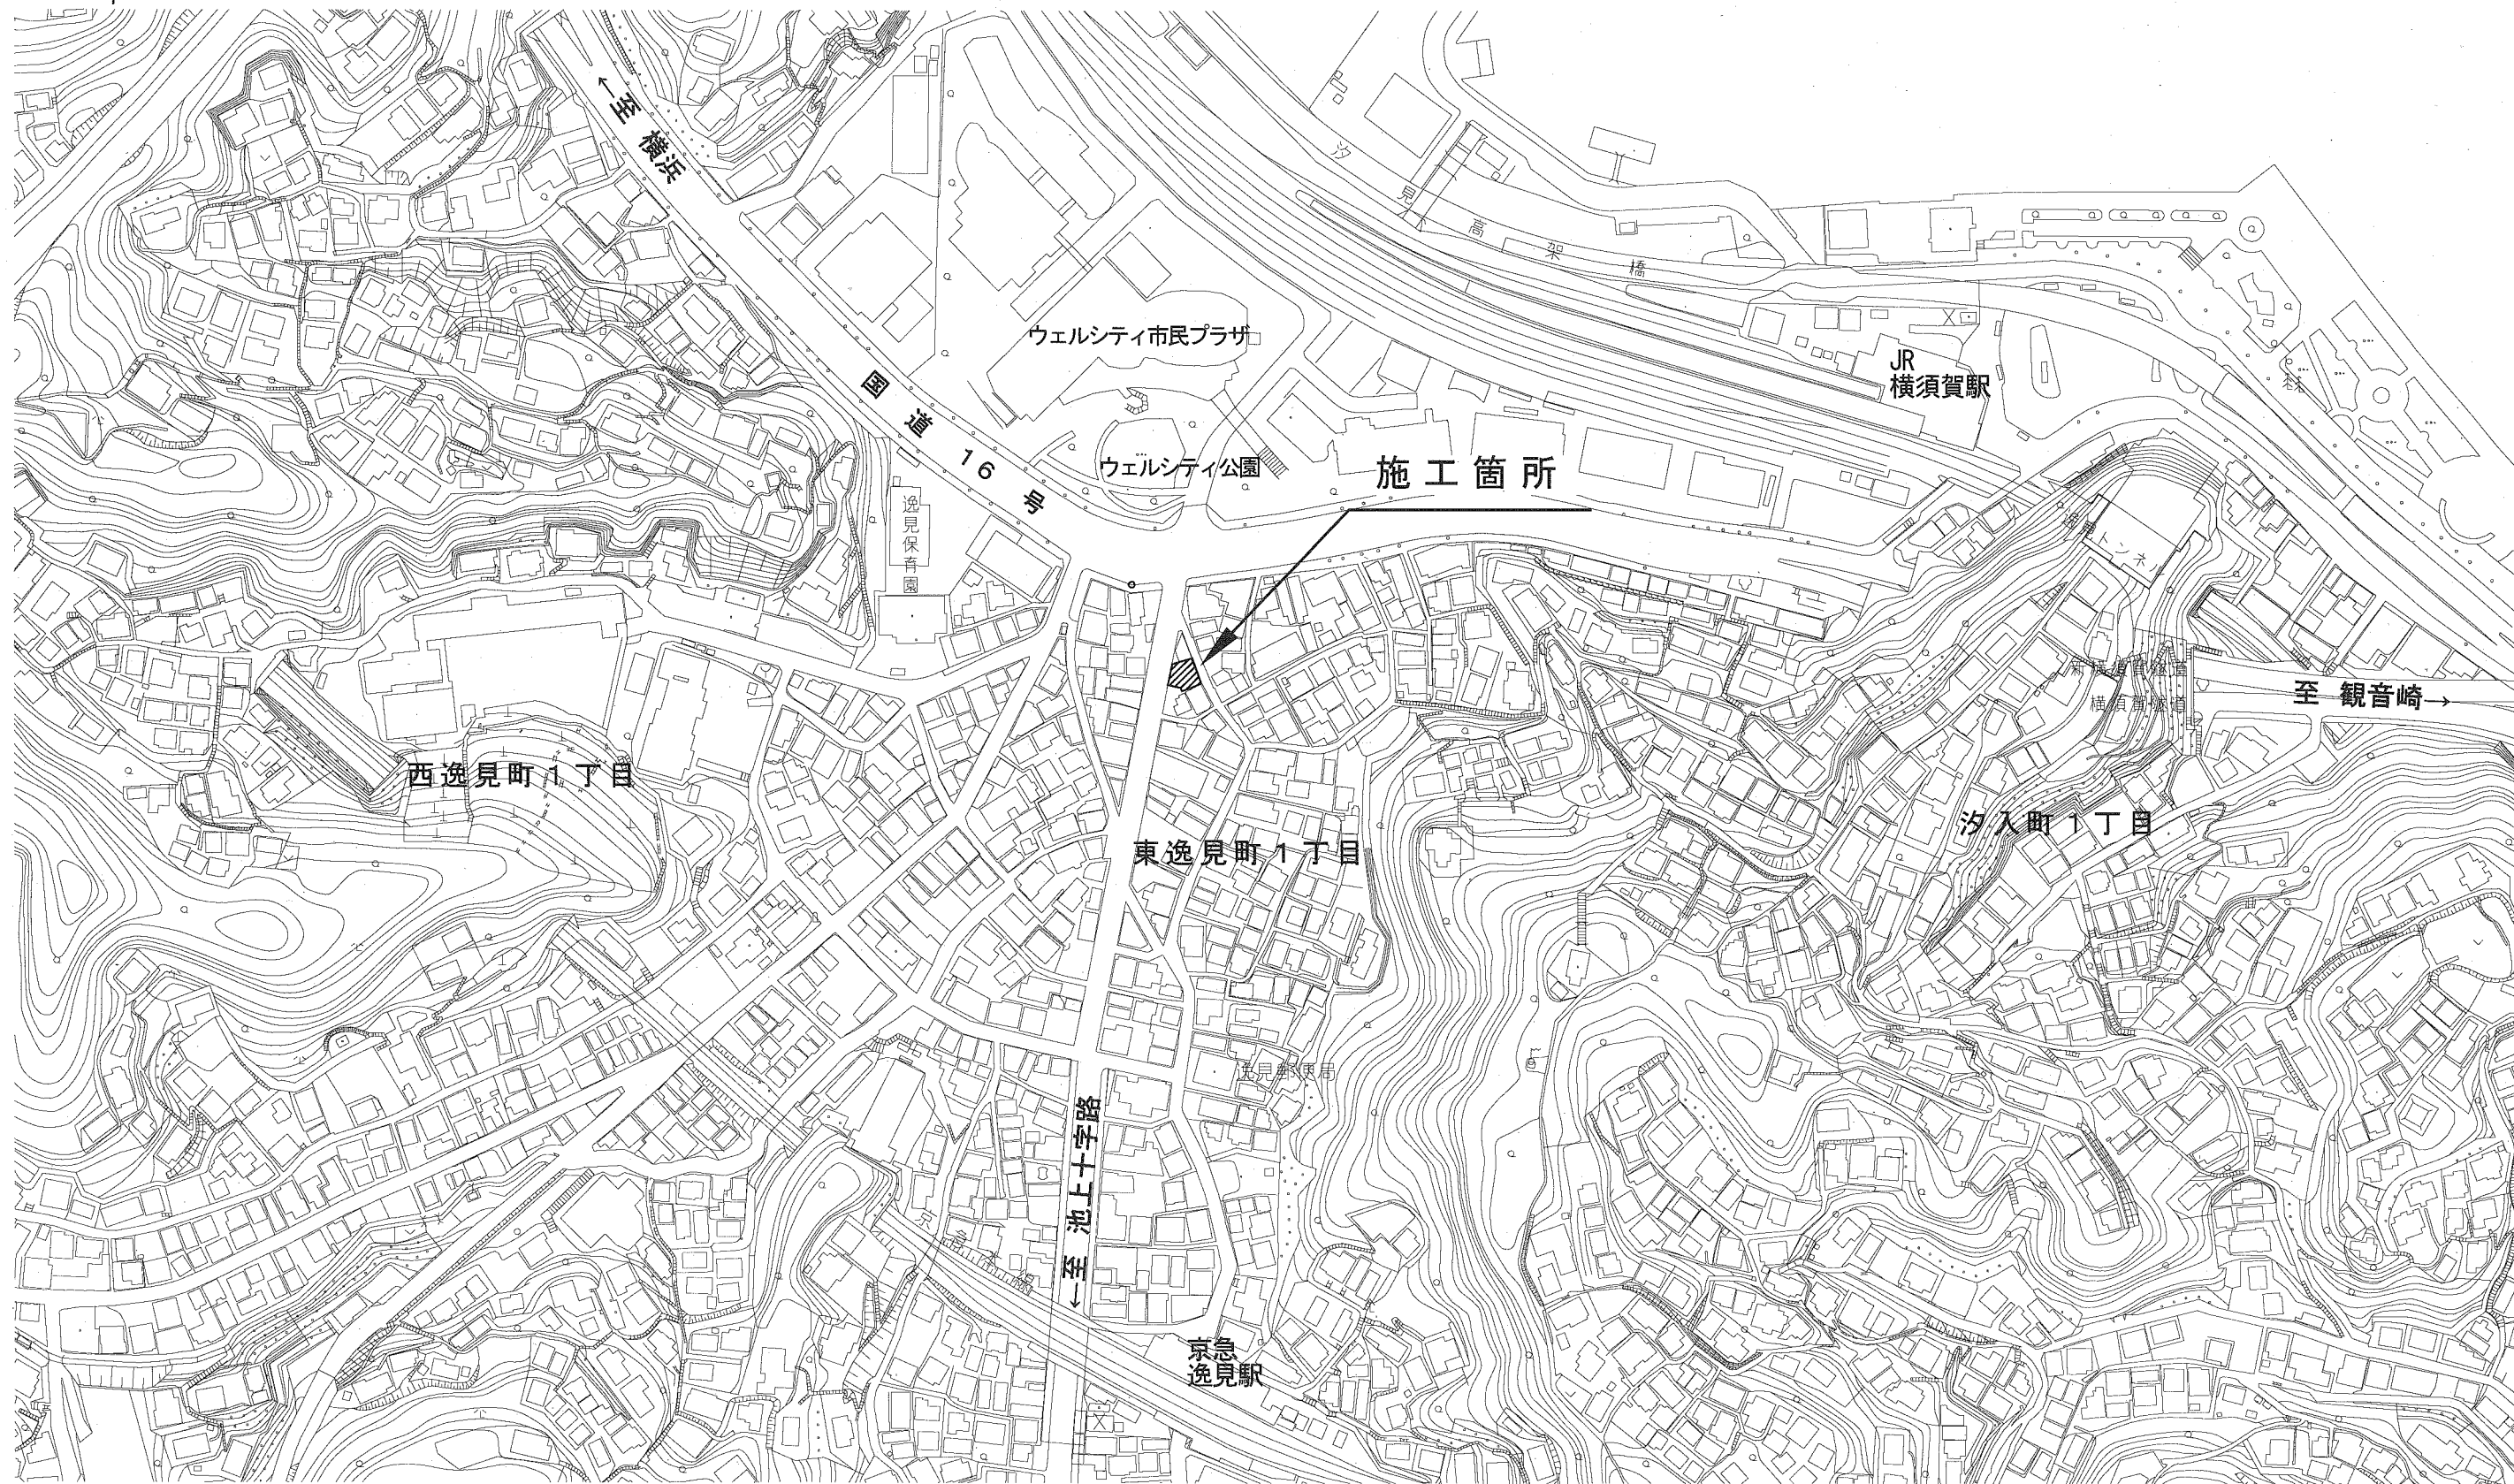 ←至 横浜
汐見高架橋
ウェルシティ市民プラザ
JR
横須賀駅
国道16号
ウェルシティ公園
施工箇所
逸見保育園
トンネル
至 観音崎→
西逸見町1丁目
汐入町1丁目
東逸見町1丁目
←至 池上十字路
京急
逸見駅